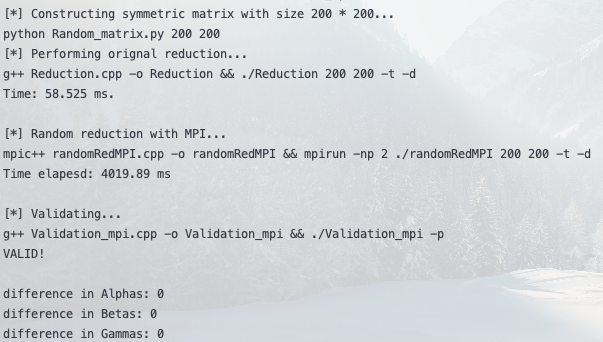 [*] Constructing symmetric matrix with size 200 * 200...
python Random_matrix.py 200 200
[*] Performing orignal reduction...
g++ Reduction.cpp -o Reduction && ./Reduction 200 200 -t -d
Time: 58.525 ms.
[*] Random reduction with MPI...
mpic++ randomRedMPI.cpp -o randomRedMPI && mpirun -np 2 ./randomRedMPI 200 200 -t -d
Time elapesd: 4019.89 ms
[*] Validating...
g++ Validation_mpi.cpp -o Validation_mpi && ./Validation_mpi -p
VALID!
difference in Alphas: 0
difference in Betas: 0
difference in Gammas: 0